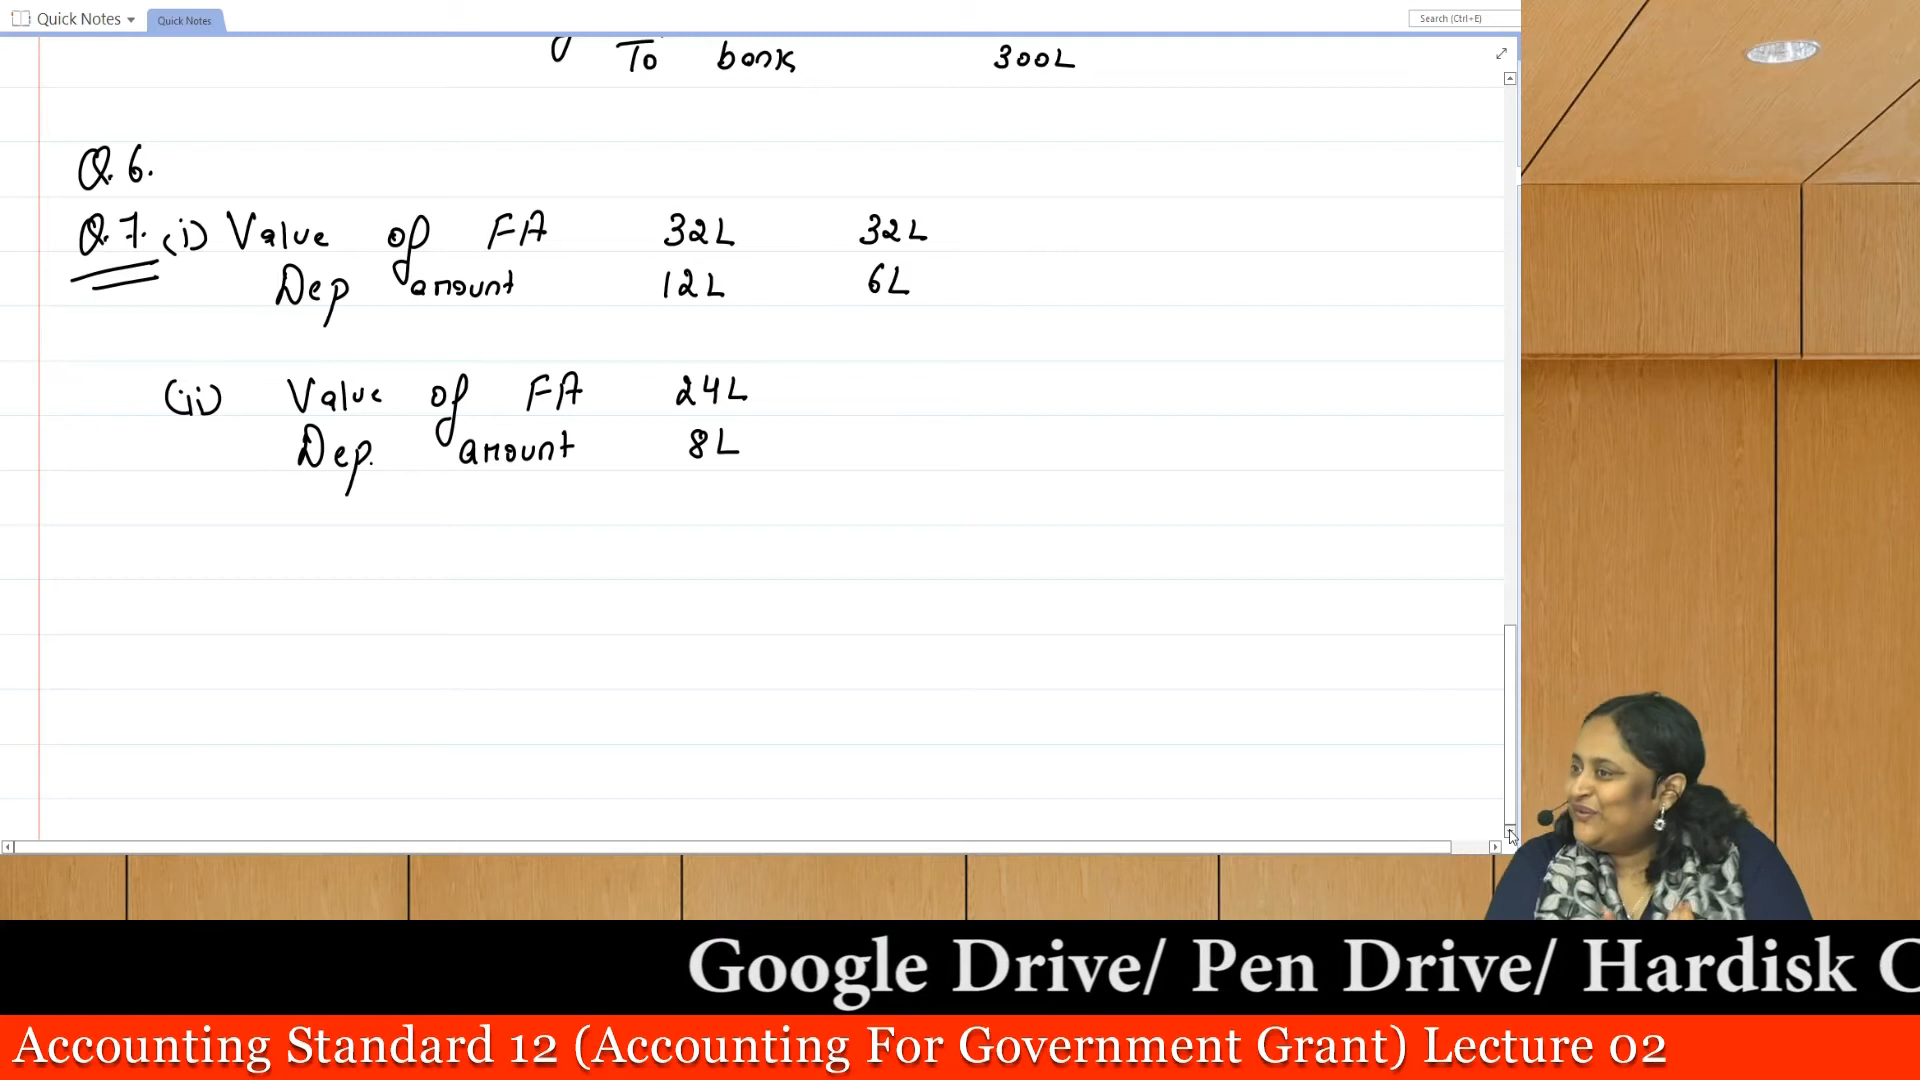 Quick Notes
Quick Notes
Search (Ctrl+E)
To bank 300L
Q. 6.
Q. 7. (i) Value of FA 32L 32L
Dep amount 12L 6L
(ii) Value of FA 24L
Dep. amount 8L
Google Drive/ Pen Drive/ Hardisk C
Accounting Standard 12 (Accounting For Government Grant) Lecture 02